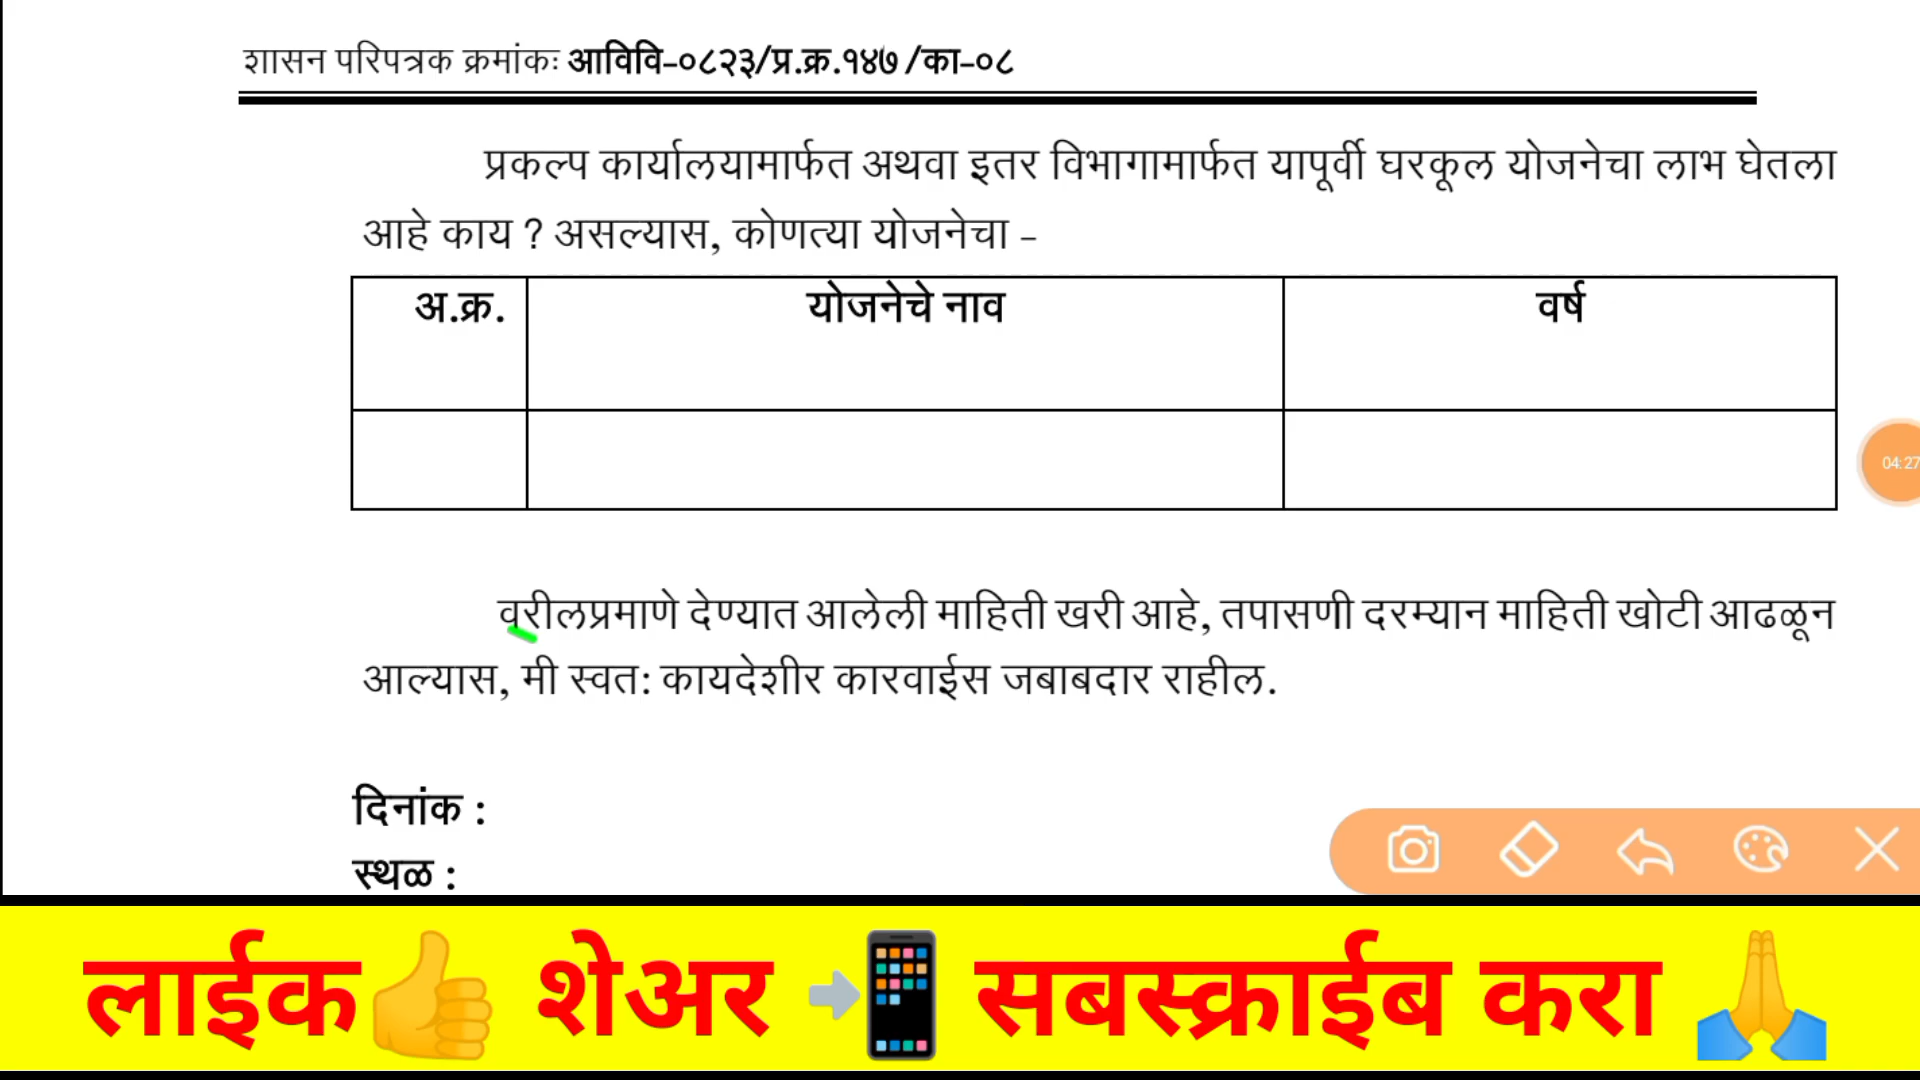 शासन परिपत्रक क्रमांकः आविवि-०८२३/प्र.क्र.१४७ /का-०८
प्रकल्प कार्यालयामार्फत अथवा इतर विभागामार्फत यापूर्वी घरकूल योजनेचा लाभ घेतला
आहे काय ? असल्यास, कोणत्या योजनेचा -
अ.क्र. योजनेचे नाव वर्ष
04:27
वरीलप्रमाणे देण्यात आलेली माहिती खरी आहे, तपासणी दरम्यान माहिती खोटी आढळून
आल्यास, मी स्वत: कायदेशीर कारवाईस जबाबदार राहील.
दिनांक :
स्थळ :
लाईक👍 शेअर 📲 सबस्क्राईब करा 🙏